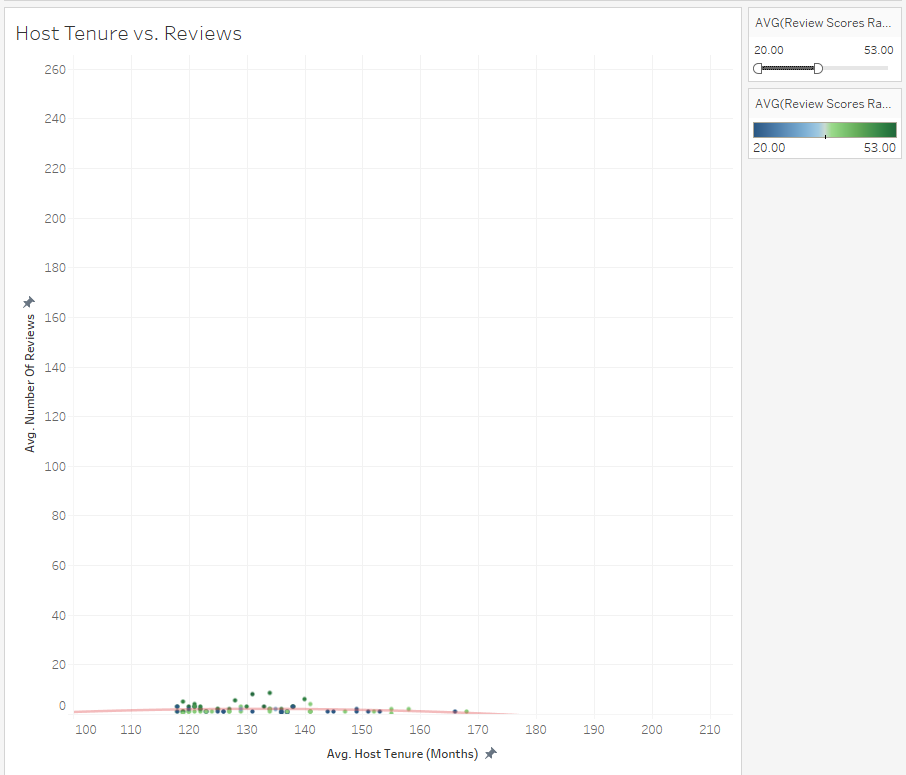 Host Tenure vs. Reviews
AVG(Review Scores Ra...
20.00 53.00
AVG(Review Scores Ra...
20.00 53.00
Avg. Number Of Reviews
260
240
220
200
180
160
140
120
100
80
60
40
20
0
100 110 120 130 140 150 160 170 180 190 200 210
Avg. Host Tenure (Months)